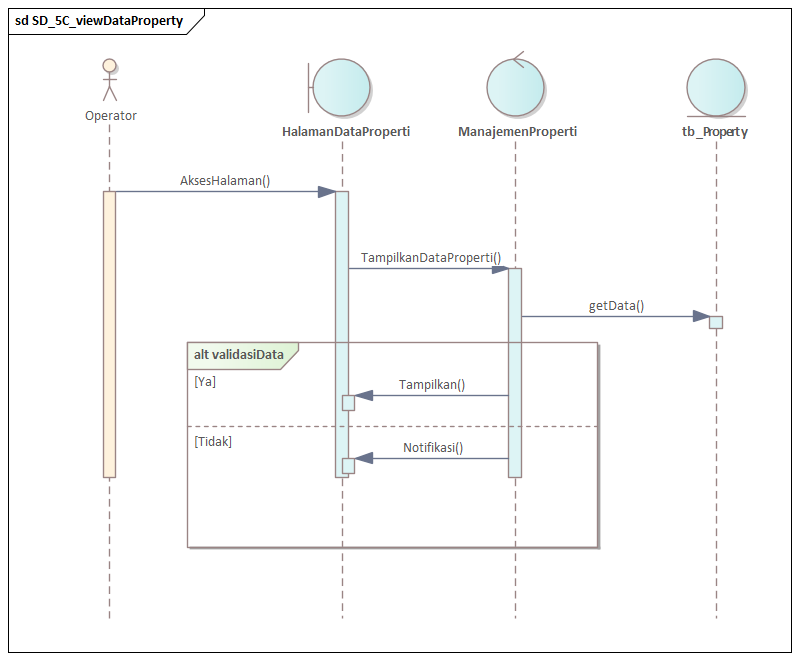 sd SD_5C_viewDataProperty
Operator
HalamanDataProperti
ManajemenProperti
tb_Property
AksesHalaman()
TampilkanDataProperti()
getData()
alt validasiData
[Ya]
Tampilkan()
[Tidak]
Notifikasi()